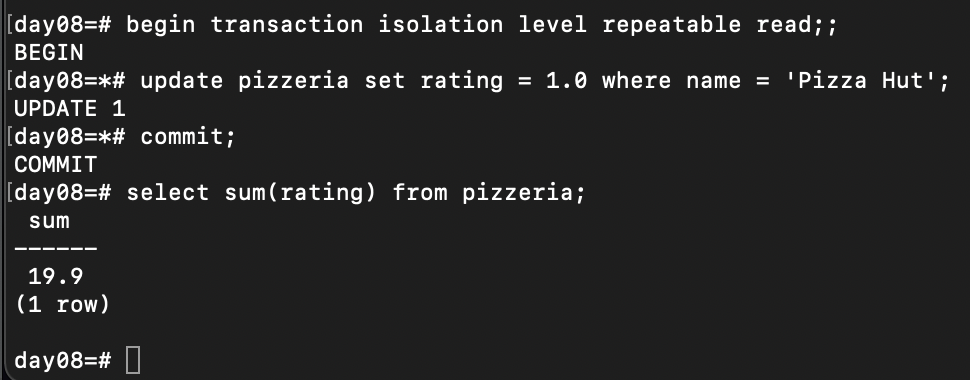 [day08=# begin transaction isolation level repeatable read;;
BEGIN
[day08=*# update pizzeria set rating = 1.0 where name = 'Pizza Hut';
UPDATE 1
[day08=*# commit;
COMMIT
[day08=# select sum(rating) from pizzeria;
 sum
------
 19.9
(1 row)

day08=#